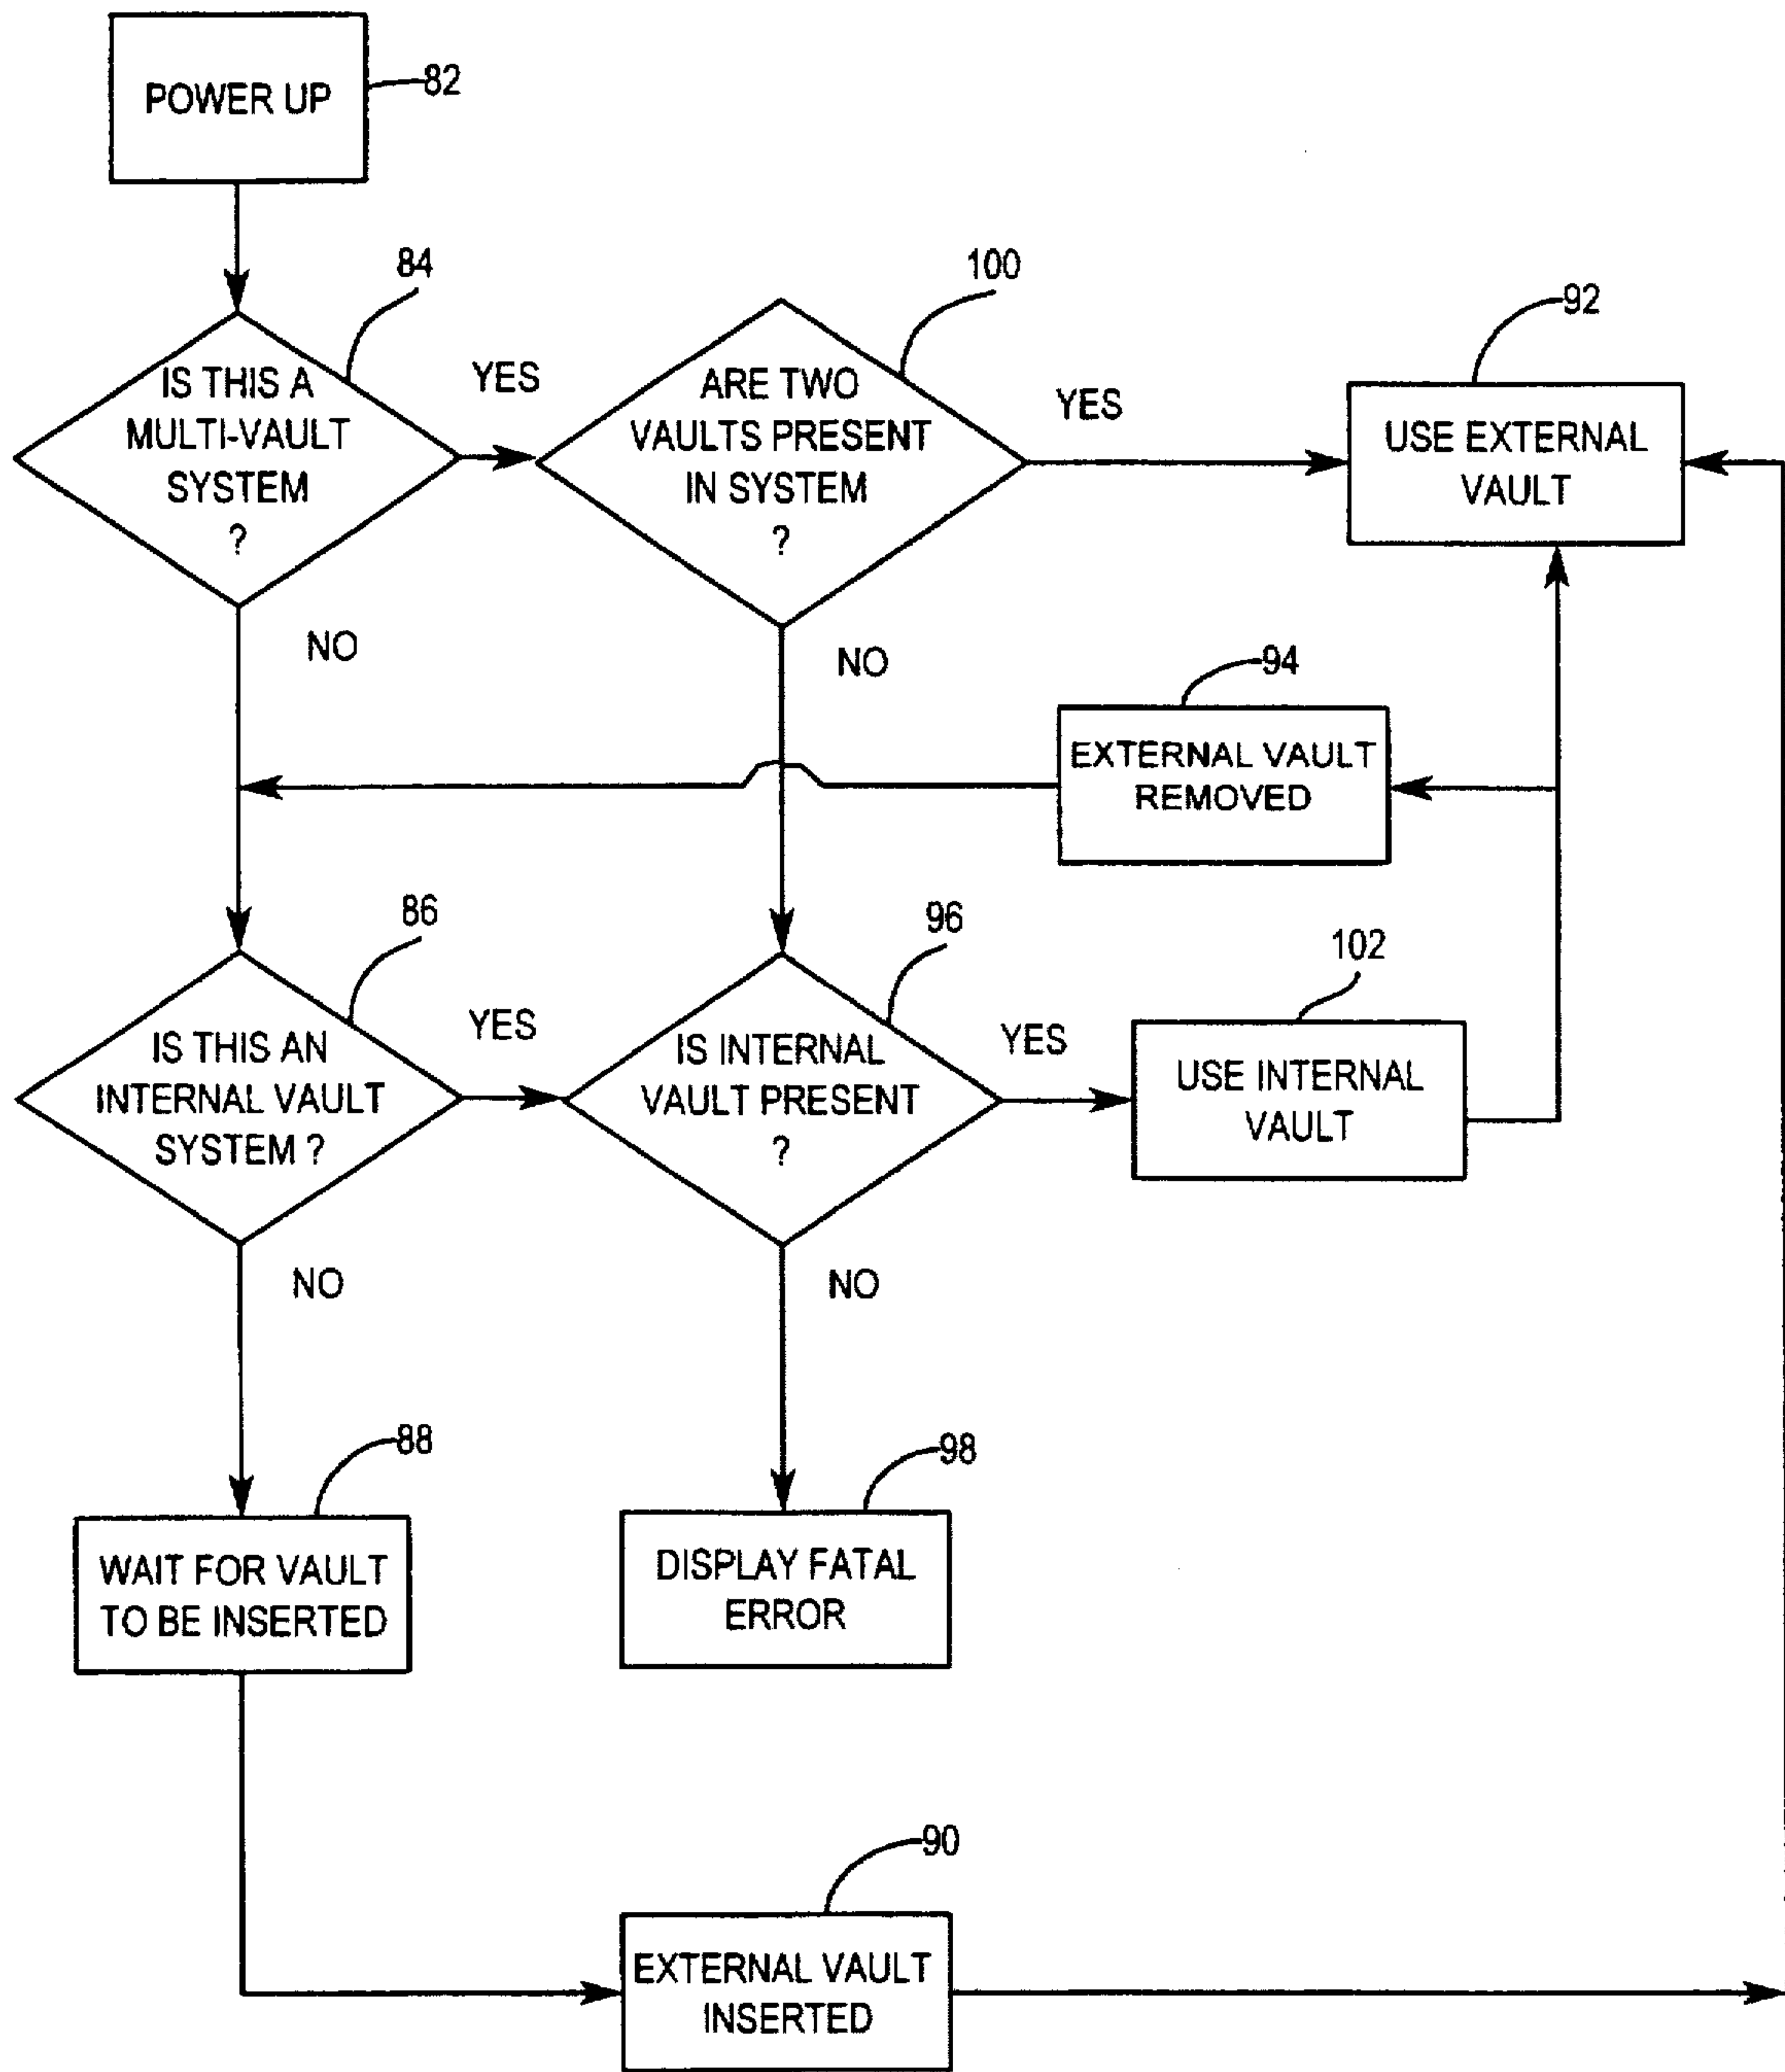 POWER UP
82
84
IS THIS A
MULTI-VAULT
SYSTEM
?
YES
NO
100
ARE TWO
VAULTS PRESENT
IN SYSTEM
?
YES
NO
92
USE EXTERNAL
VAULT
94
EXTERNAL VAULT
REMOVED
86
IS THIS AN
INTERNAL VAULT
SYSTEM ?
YES
NO
96
IS INTERNAL
VAULT PRESENT
?
YES
NO
102
USE INTERNAL
VAULT
88
WAIT FOR VAULT
TO BE INSERTED
98
DISPLAY FATAL
ERROR
90
EXTERNAL VAULT
INSERTED